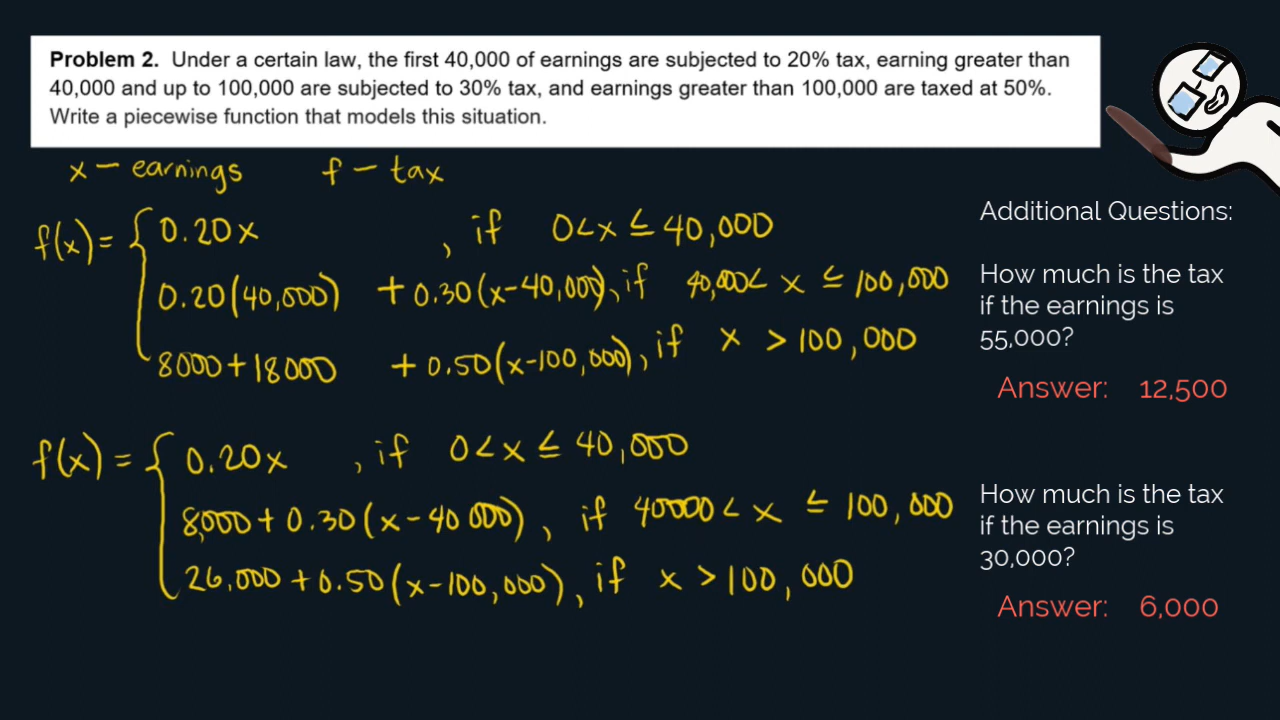 Problem 2. Under a certain law, the first 40,000 of earnings are subjected to 20% tax, earning greater than
40,000 and up to 100,000 are subjected to 30% tax, and earnings greater than 100,000 are taxed at 50%.
Write a piecewise function that models this situation.
x – earnings f – tax
f(x) = { 0.20x , if 0 < x ≤ 40,000
0.20(40,000) + 0.30(x-40,000), if 40,000 < x ≤ 100,000
8000 + 18000 + 0.50(x-100,000), if x > 100,000
f(x) = { 0.20x , if 0 < x ≤ 40,000
8,000 + 0.30(x-40 000), if 40000 < x ≤ 100,000
26,000 + 0.50(x-100,000), if x > 100,000
Additional Questions:
How much is the tax
if the earnings is
55,000?
Answer: 12,500
How much is the tax
if the earnings is
30,000?
Answer: 6,000